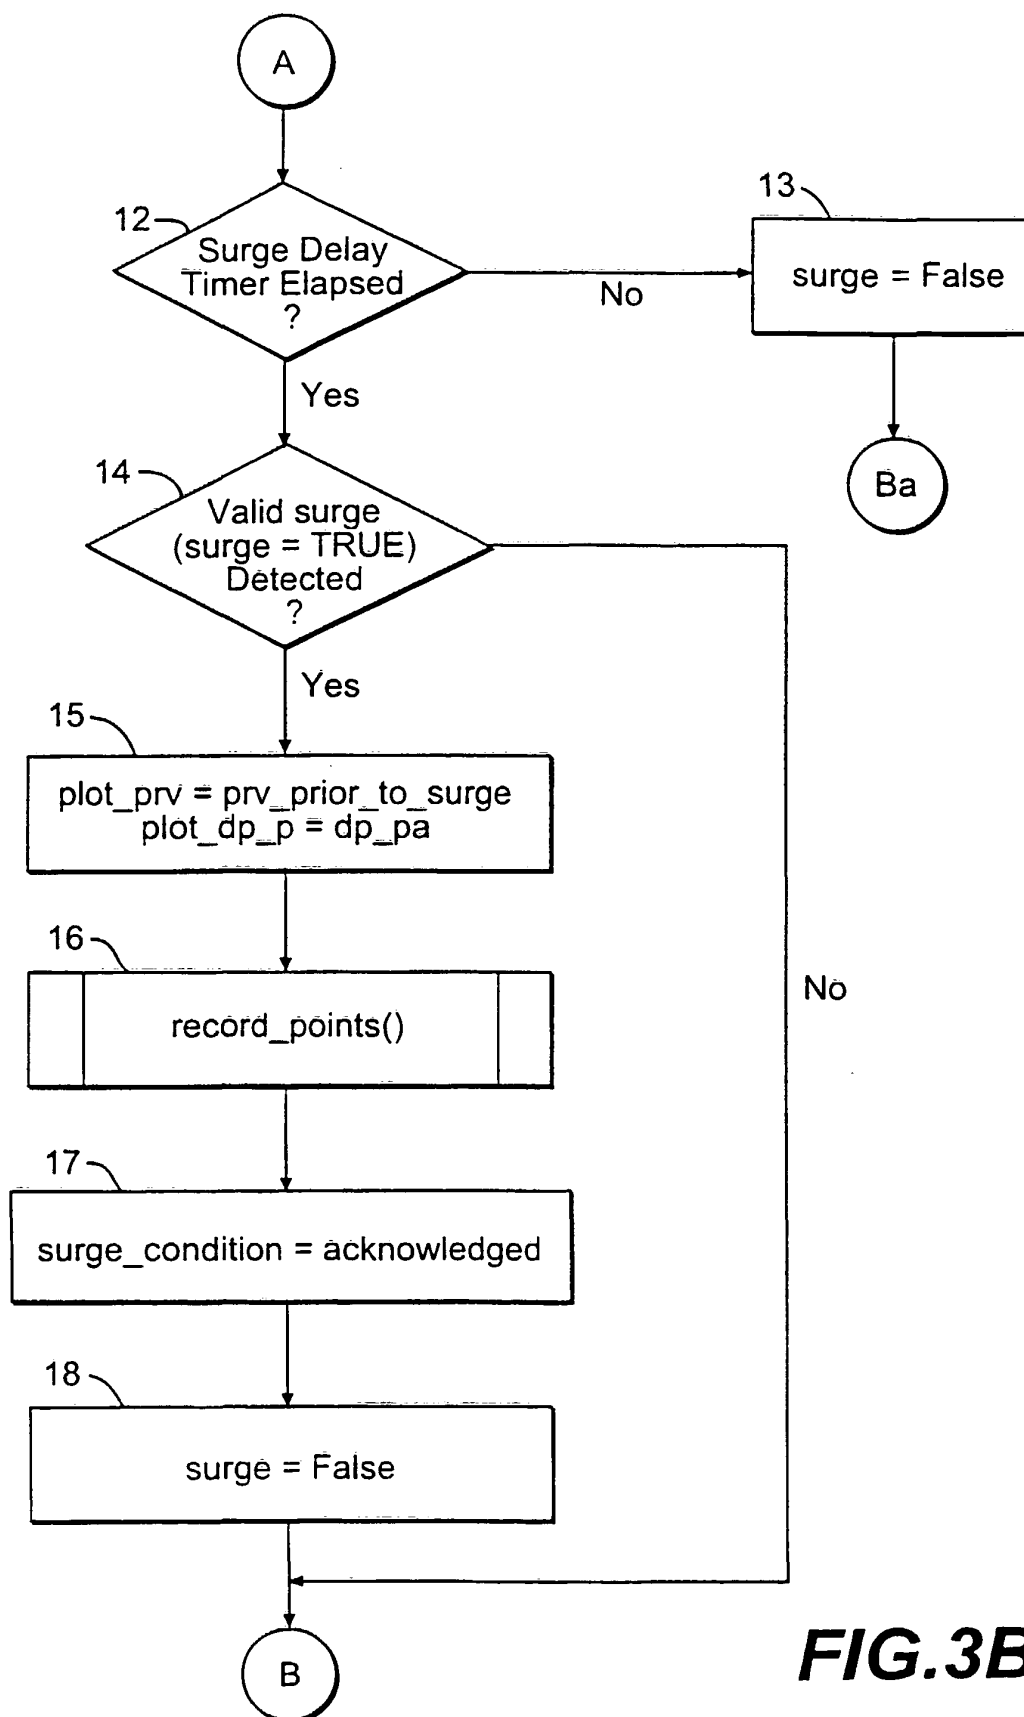 A
12
Surge Delay
Timer Elapsed
?
No
13
surge = False
Ba
Yes
14
Valid surge
(surge = TRUE)
Detected
?
Yes
No
15
plot_prv = prv_prior_to_surge
plot_dp_p = dp_pa
16
record_points()
17
surge_condition = acknowledged
18
surge = False
B
FIG.3B